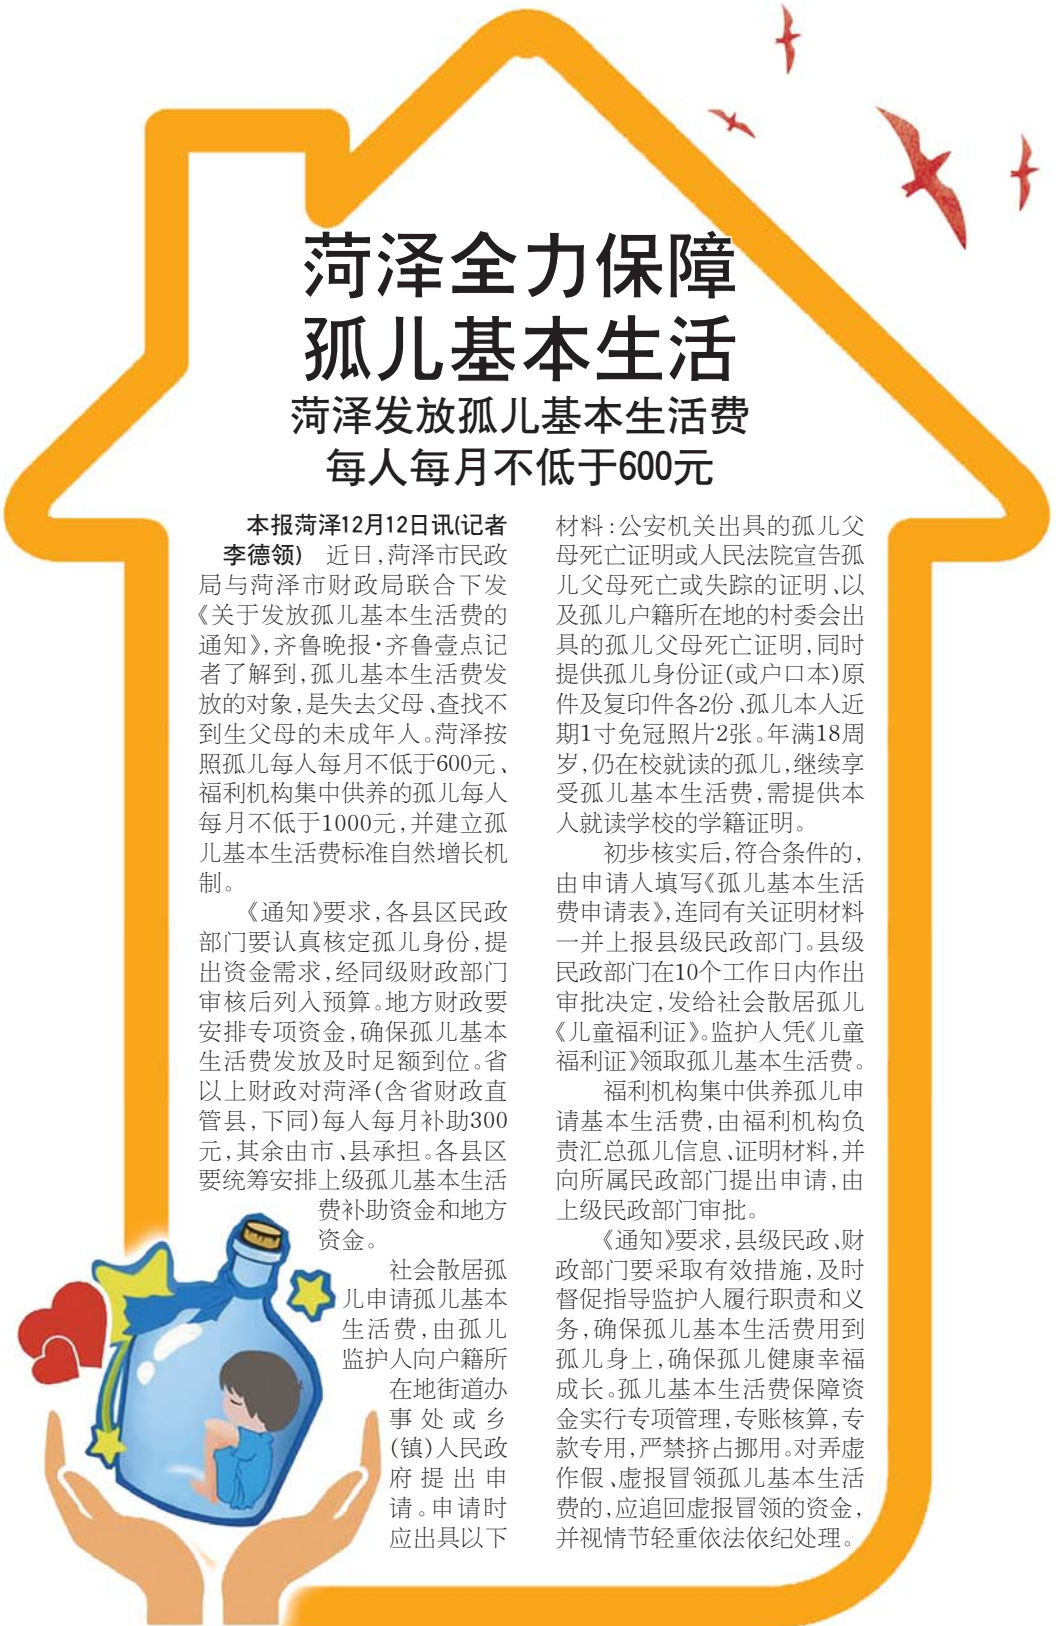 菏泽全力保障
孤儿基本生活
菏泽发放孤儿基本生活费
每人每月不低于600元
本报菏泽12月12日讯(记者
李德领) 近日,菏泽市民政
局与菏泽市财政局联合下发
《关于发放孤儿基本生活费的
通知》,齐鲁晚报·齐鲁壹点记
者了解到,孤儿基本生活费发
放的对象,是失去父母、查找不
到生父母的未成年人。菏泽按
照孤儿每人每月不低于600元、
福利机构集中供养的孤儿每人
每月不低于1000元,并建立孤
儿基本生活费标准自然增长机
制。
《通知》要求,各县区民政
部门要认真核定孤儿身份,提
出资金需求,经同级财政部门
审核后列入预算。地方财政要
安排专项资金,确保孤儿基本
生活费发放及时足额到位。省
以上财政对菏泽(含省财政直
管县,下同)每人每月补助300
元,其余由市、县承担。各县区
要统筹安排上级孤儿基本生活
费补助资金和地方
资金。
社会散居孤
儿申请孤儿基本
生活费,由孤儿
监护人向户籍所
在地街道办
事处或乡
(镇)人民政
府提出申
请。申请时
应出具以下
材料:公安机关出具的孤儿父
母死亡证明或人民法院宣告孤
儿父母死亡或失踪的证明、以
及孤儿户籍所在地的村委会出
具的孤儿父母死亡证明,同时
提供孤儿身份证(或户口本)原
件及复印件各2份、孤儿本人近
期1寸免冠照片2张。年满18周
岁,仍在校就读的孤儿,继续享
受孤儿基本生活费,需提供本
人就读学校的学籍证明。
初步核实后,符合条件的,
由申请人填写《孤儿基本生活
费申请表》,连同有关证明材料
一并上报县级民政部门。县级
民政部门在10个工作日内作出
审批决定,发给社会散居孤儿
《儿童福利证》。监护人凭《儿童
福利证》领取孤儿基本生活费。
福利机构集中供养孤儿申
请基本生活费,由福利机构负
责汇总孤儿信息、证明材料,并
向所属民政部门提出申请,由
上级民政部门审批。
《通知》要求,县级民政、财
政部门要采取有效措施,及时
督促指导监护人履行职责和义
务,确保孤儿基本生活费用到
孤儿身上,确保孤儿健康幸福
成长。孤儿基本生活费保障资
金实行专项管理,专账核算,专
款专用,严禁挤占挪用。对弄虚
作假、虚报冒领孤儿基本生活
费的,应追回虚报冒领的资金,
并视情节轻重依法依纪处理。